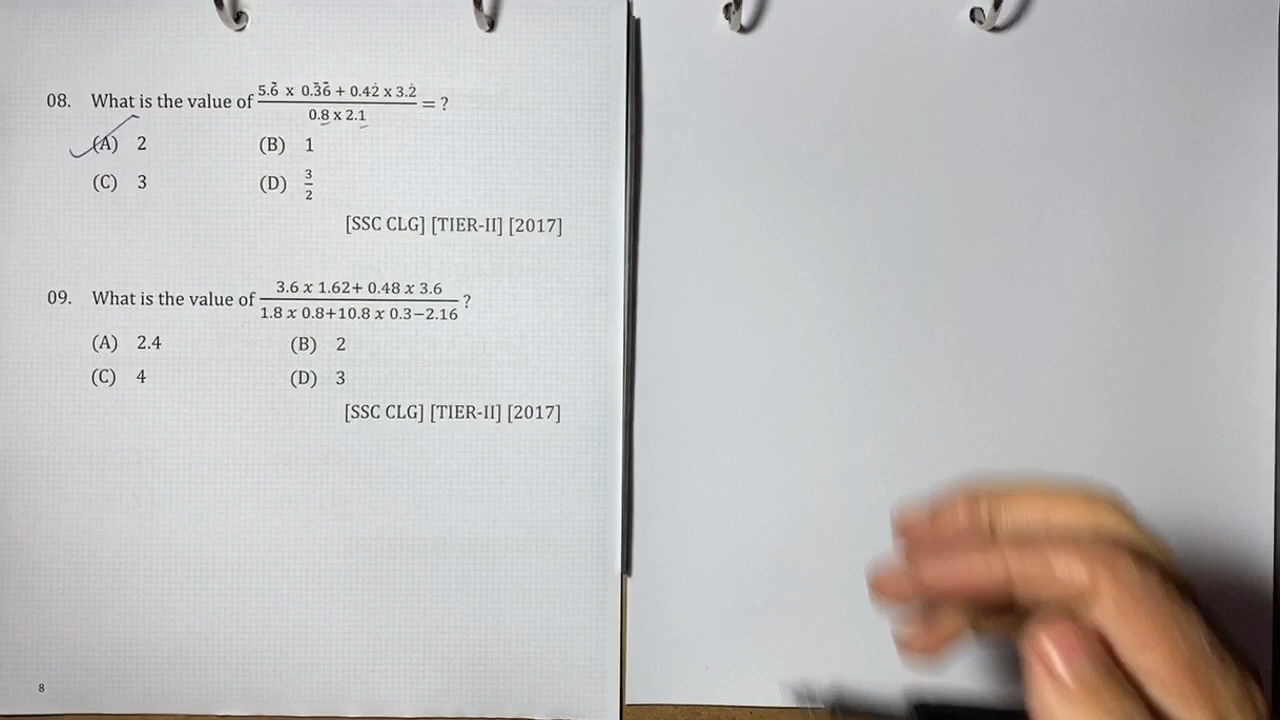 08. What is the value of 5.6̄ x 0.3̄6̄ + 0.42̇ x 3.2̇ / 0.8 x 2.1 = ?
(A) 2 (B) 1
(C) 3 (D) 3/2
[SSC CLG] [TIER-II] [2017]
09. What is the value of 3.6 x 1.62+ 0.48 x 3.6 / 1.8 x 0.8+10.8 x 0.3−2.16 ?
(A) 2.4 (B) 2
(C) 4 (D) 3
[SSC CLG] [TIER-II] [2017]
8